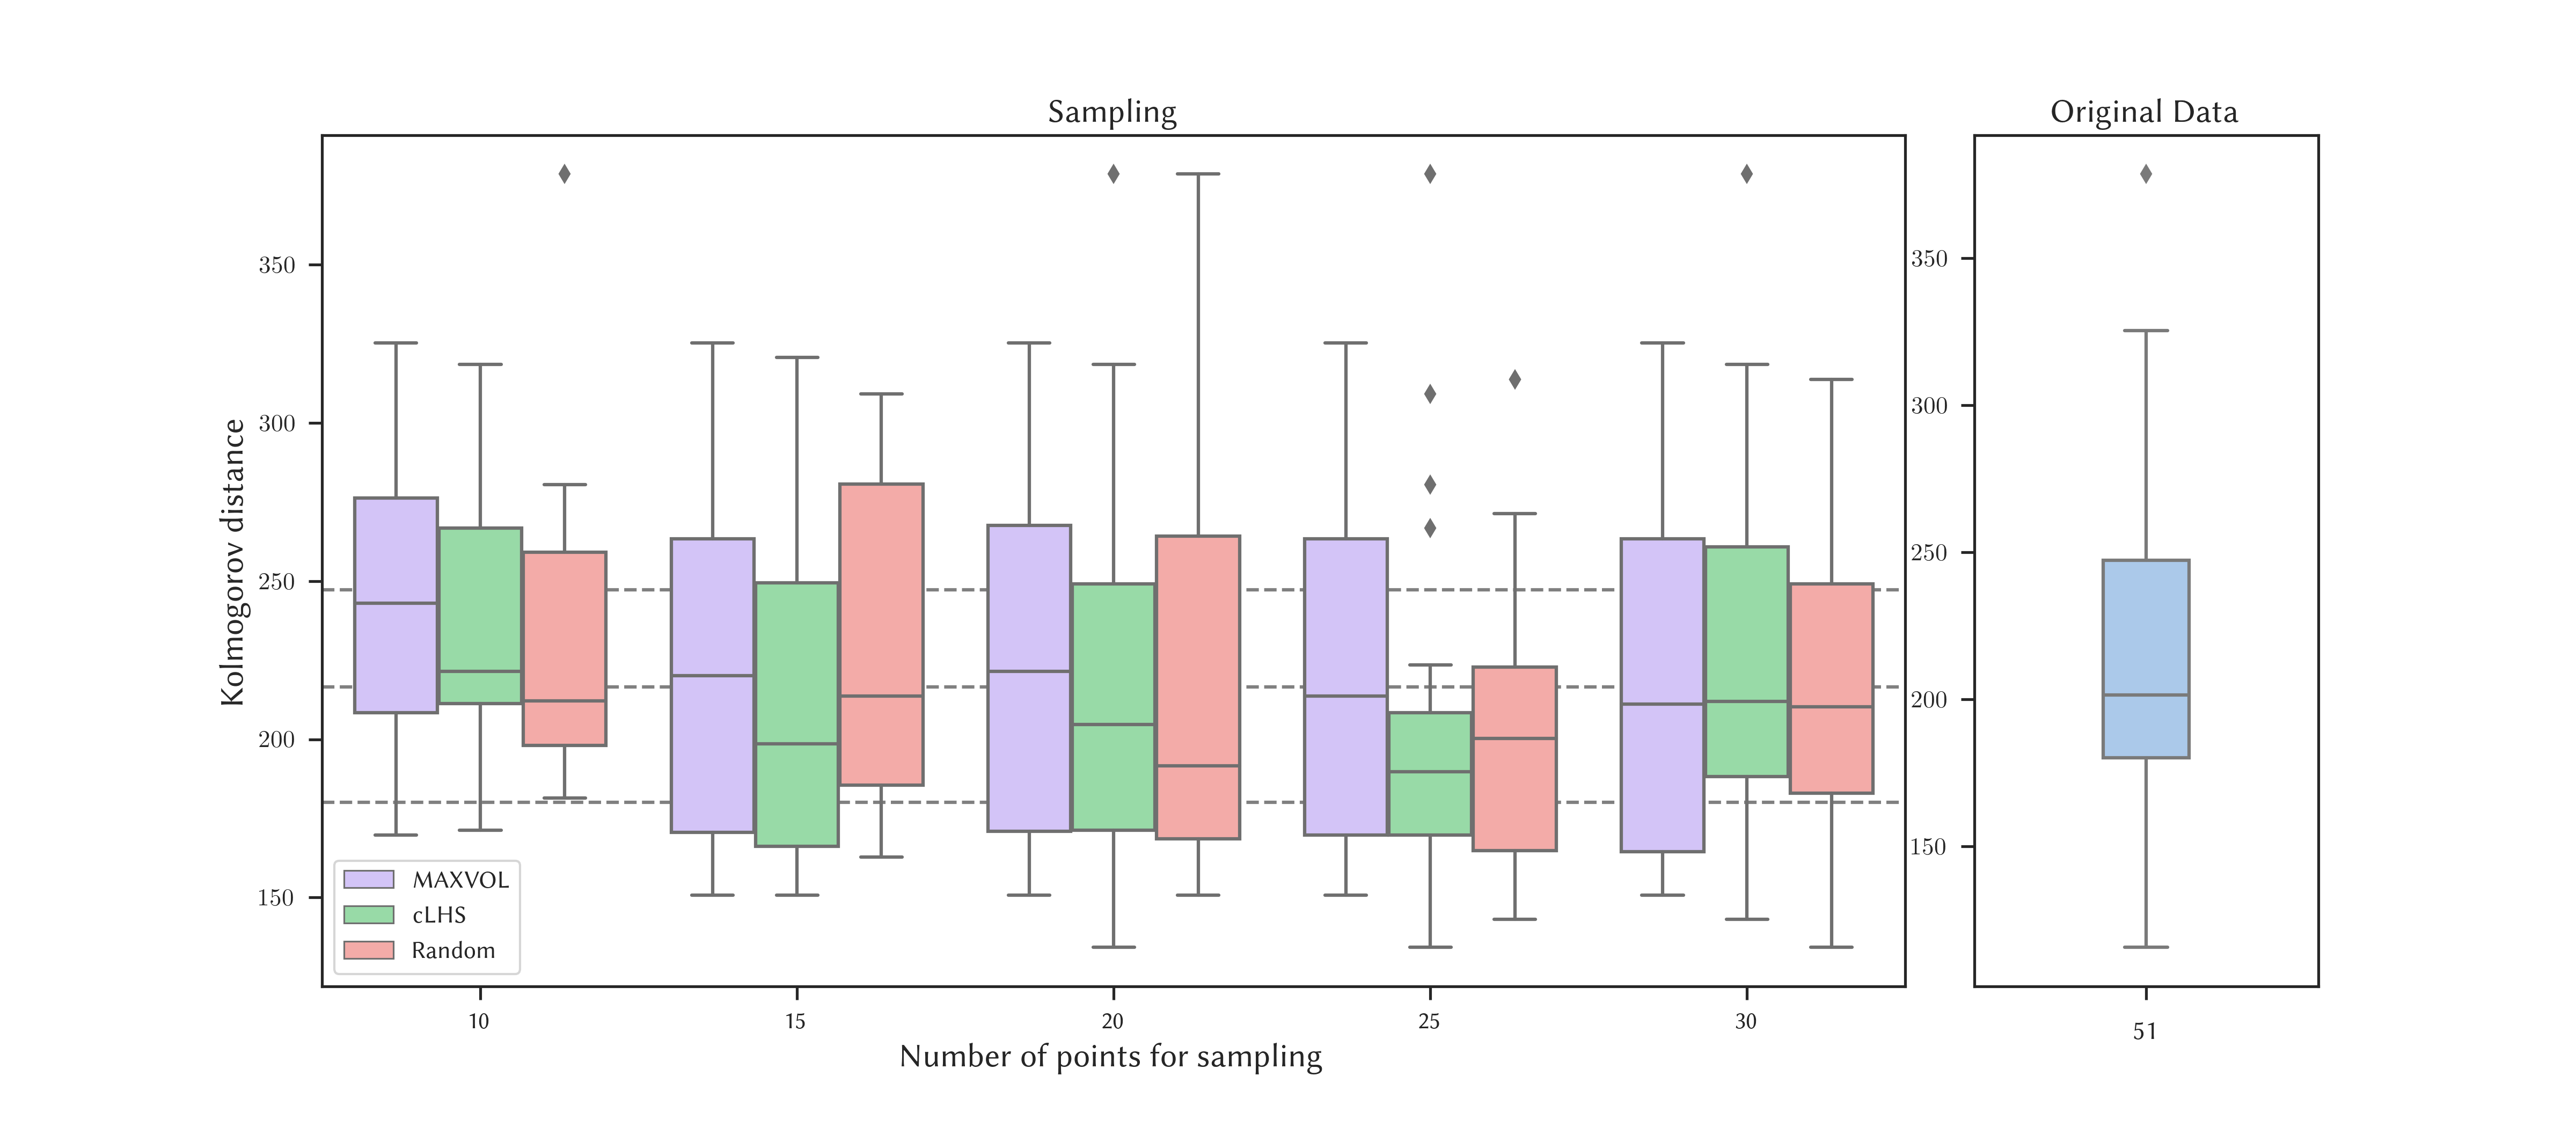 Sampling
Original Data
Kolmogorov distance
350
300
250
200
150
MAXVOL
cLHS
Random
10
15
20
25
30
Number of points for sampling
350
300
250
200
150
51